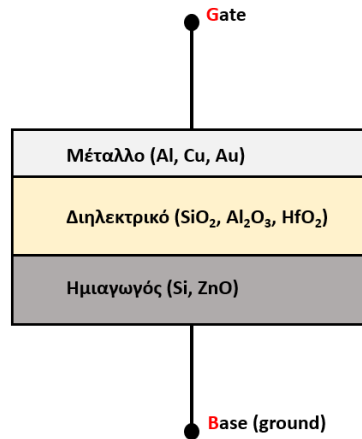 Gate
Μέταλλο (Al, Cu, Au)
Διηλεκτρικό (SiO₂, Al₂O₃, HfO₂)
Ημιαγωγός (Si, ZnO)
Base (ground)